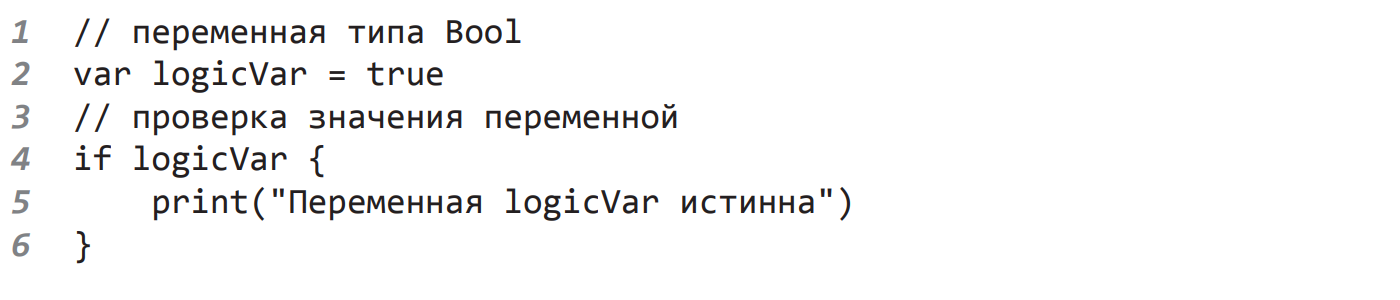 1 // переменная типа Bool
2 var logicVar = true
3 // проверка значения переменной
4 if logicVar {
5     print("Переменная logicVar истинна")
6 }